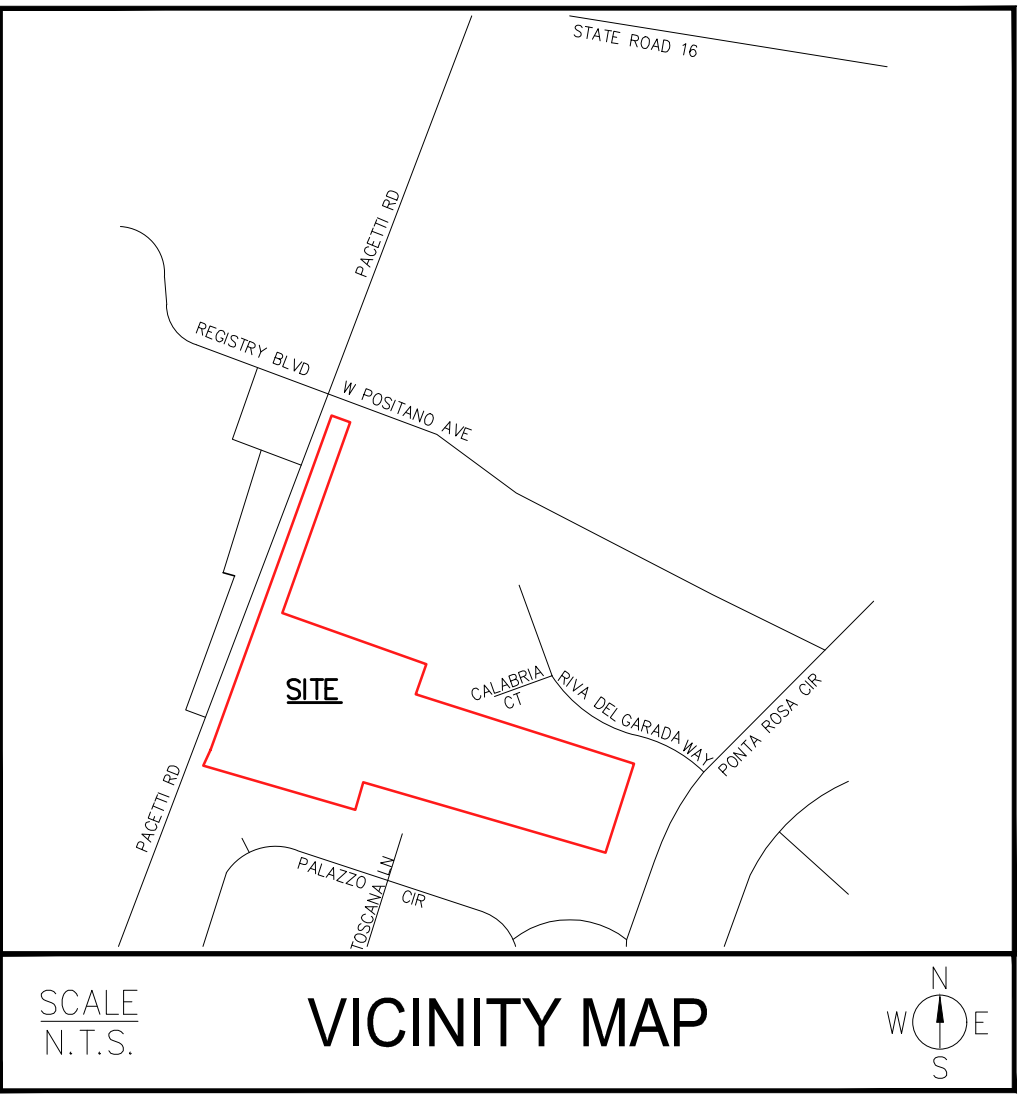 STATE ROAD 16
PACETTI RD
REGISTRY BLVD
W POSITANO AVE
SITE
CALABRIA
CT
RIVA DEL GARADA WAY
PONTA ROSA CIR
PACETTI RD
PALAZZO
CIR
TOSCANA LN
SCALE
N.T.S.
VICINITY MAP
N
W
E
S